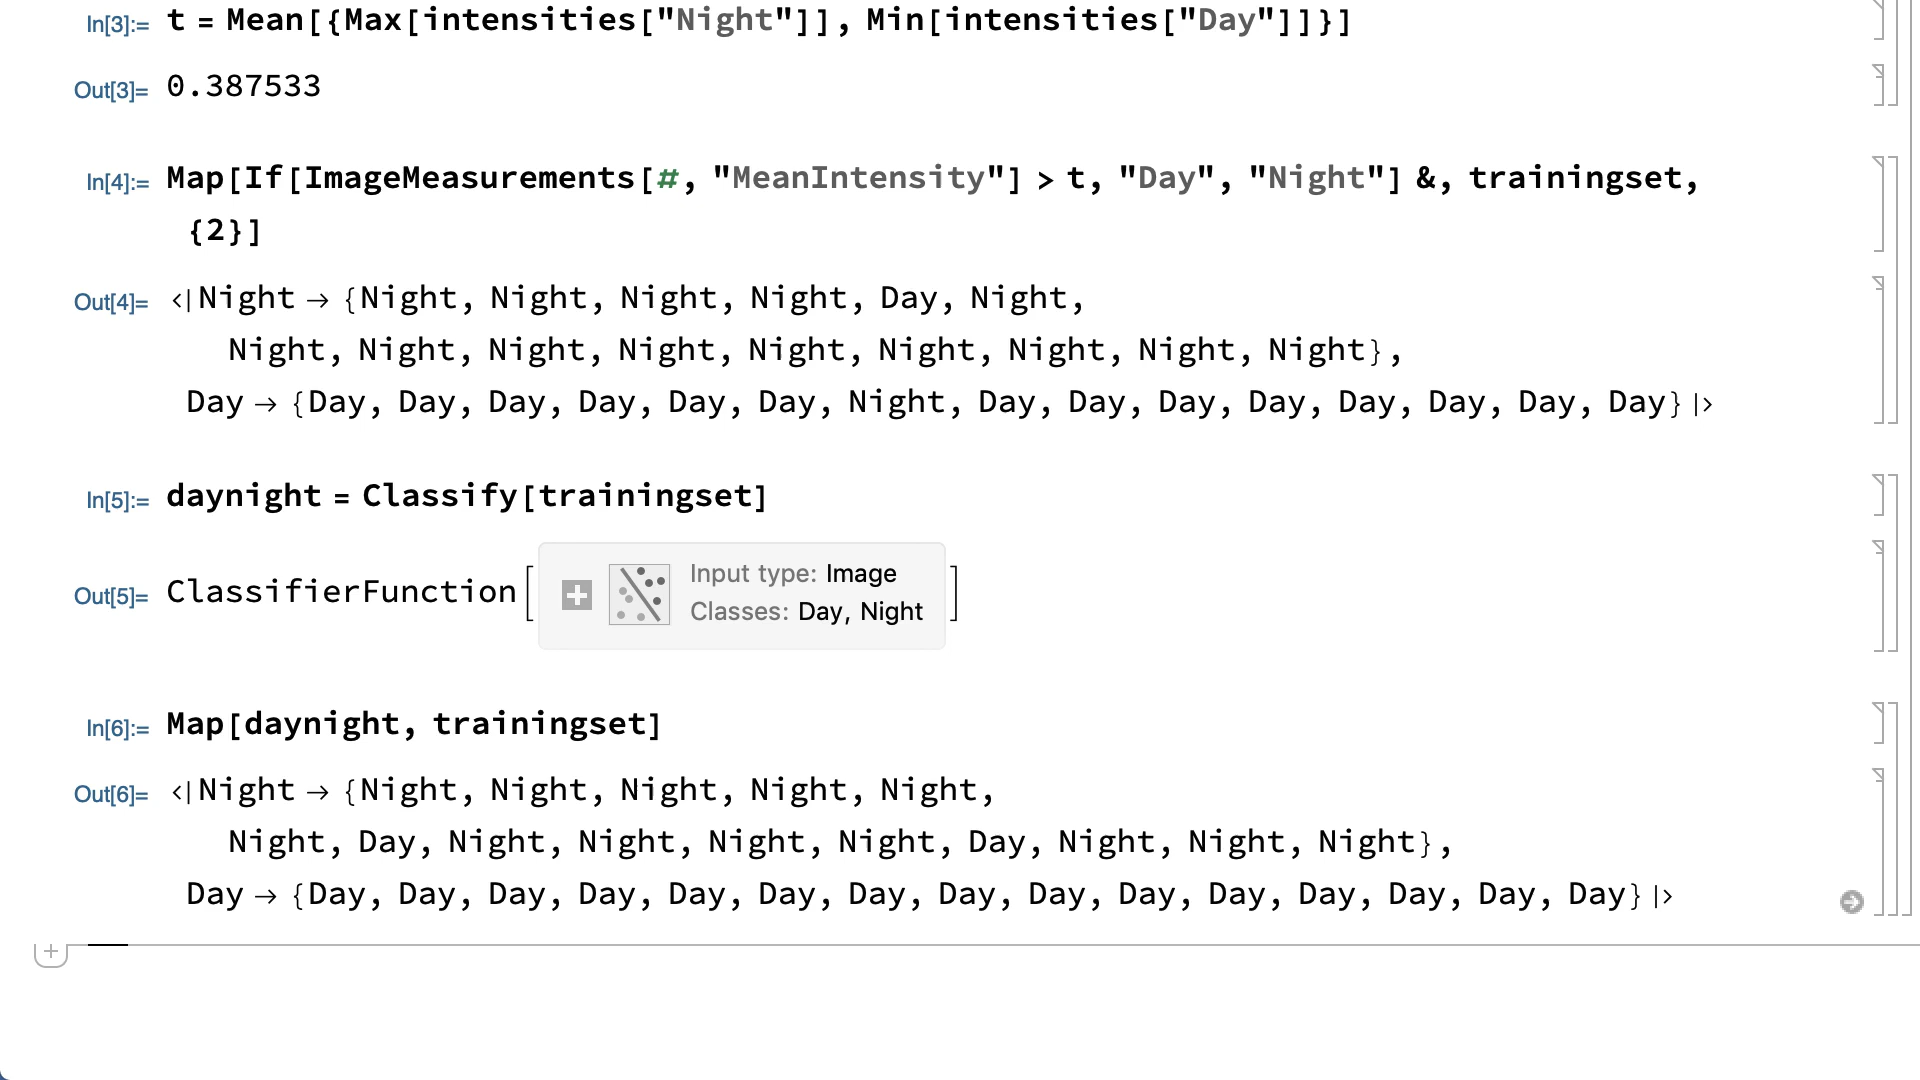 In[3]:= t = Mean[{Max[intensities["Night"]], Min[intensities["Day"]]}]
Out[3]= 0.387533
In[4]:= Map[If[ImageMeasurements[#, "MeanIntensity"] > t, "Day", "Night"] &, trainingset,
{2}]
Out[4]= <|Night → {Night, Night, Night, Night, Day, Night,
Night, Night, Night, Night, Night, Night, Night, Night, Night},
Day → {Day, Day, Day, Day, Day, Day, Night, Day, Day, Day, Day, Day, Day, Day, Day}|>
In[5]:= daynight = Classify[trainingset]
Out[5]= ClassifierFunction[ Input type: Image
Classes: Day, Night ]
In[6]:= Map[daynight, trainingset]
Out[6]= <|Night → {Night, Night, Night, Night, Night,
Night, Day, Night, Night, Night, Night, Day, Night, Night, Night},
Day → {Day, Day, Day, Day, Day, Day, Day, Day, Day, Day, Day, Day, Day, Day, Day}|>